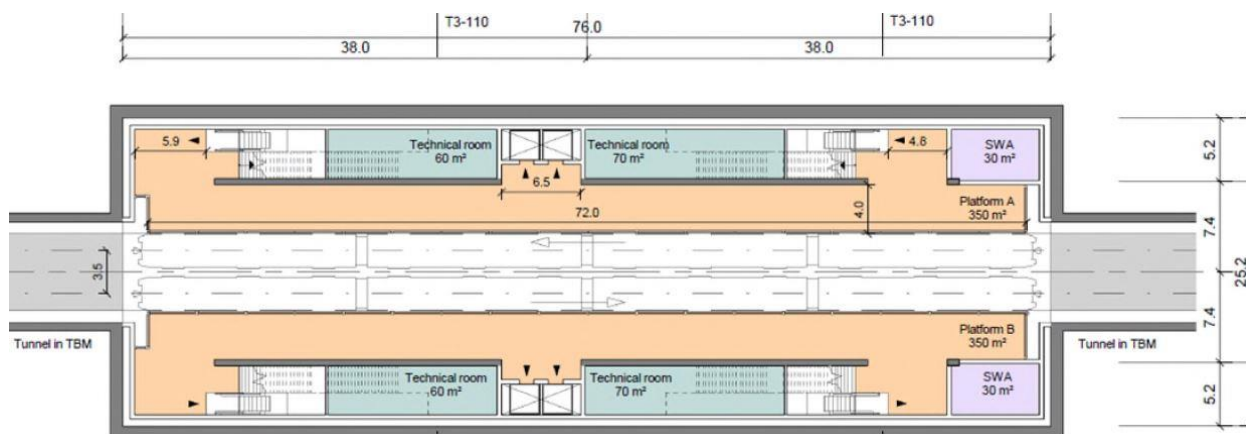 T3-110
T3-110
76.0
38.0
38.0
5.9
Technical room
60 m²
Technical room
70 m²
4.8
SWA
30 m²
5.2
6.5
Platform A
350 m²
72.0
4.0
7.4
3.5
25.2
7.4
Platform B
350 m²
Tunnel in TBM
Tunnel in TBM
Technical room
60 m²
Technical room
70 m²
SWA
30 m²
5.2